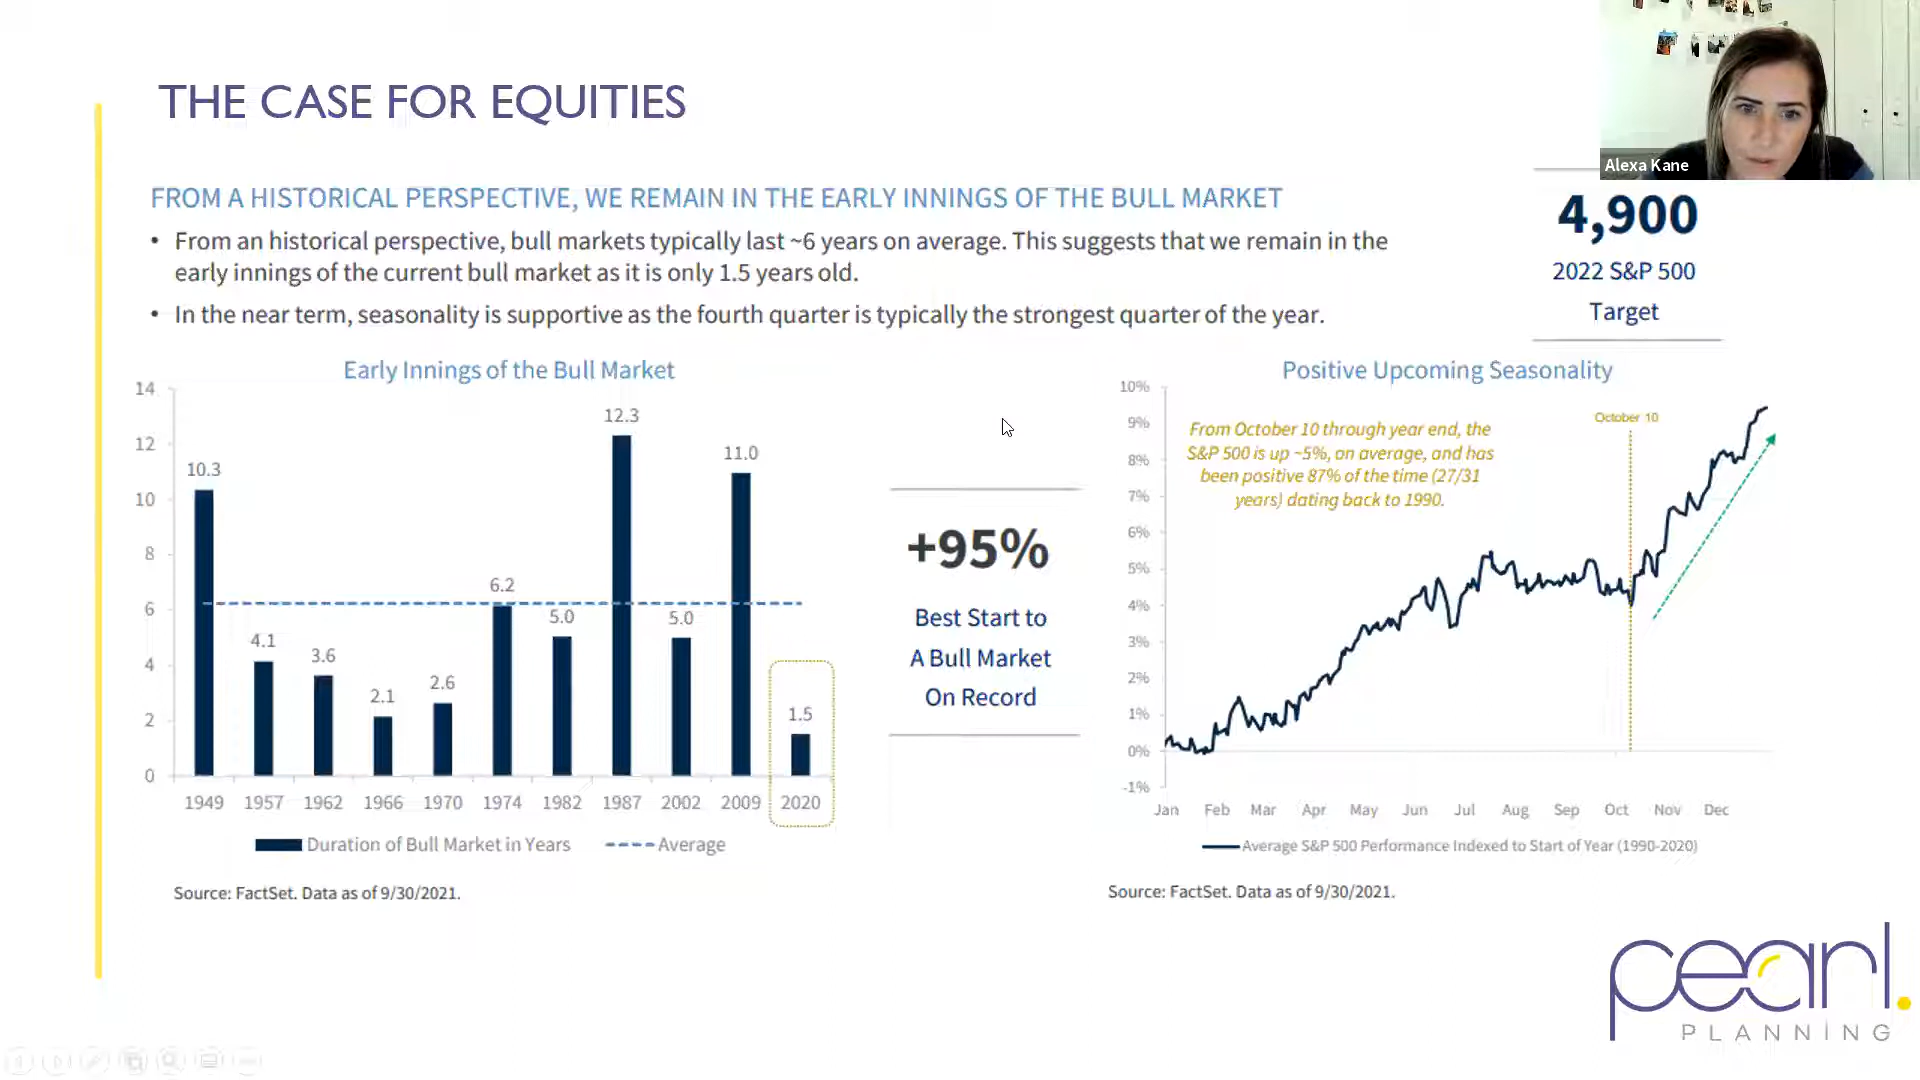 THE CASE FOR EQUITIES
Alexa Kane
FROM A HISTORICAL PERSPECTIVE, WE REMAIN IN THE EARLY INNINGS OF THE BULL MARKET
• From an historical perspective, bull markets typically last ~6 years on average. This suggests that we remain in the
early innings of the current bull market as it is only 1.5 years old.
• In the near term, seasonality is supportive as the fourth quarter is typically the strongest quarter of the year.
4,900
2022 S&P 500
Target
Early Innings of the Bull Market
14
12
10
8
6
4
2
0
10.3
4.1
3.6
2.1
2.6
6.2
5.0
12.3
5.0
11.0
1.5
1949 1957 1962 1966 1970 1974 1982 1987 2002 2009 2020
Duration of Bull Market in Years Average
Source: FactSet. Data as of 9/30/2021.
+95%
Best Start to
A Bull Market
On Record
Positive Upcoming Seasonality
10%
9%
8%
7%
6%
5%
4%
3%
2%
1%
0%
-1%
From October 10 through year end, the
S&P 500 is up ~5%, on average, and has
been positive 87% of the time (27/31
years) dating back to 1990.
October 10
Jan Feb Mar Apr May Jun Jul Aug Sep Oct Nov Dec
Average S&P 500 Performance Indexed to Start of Year (1990-2020)
Source: FactSet. Data as of 9/30/2021.
pearl.
PLANNING